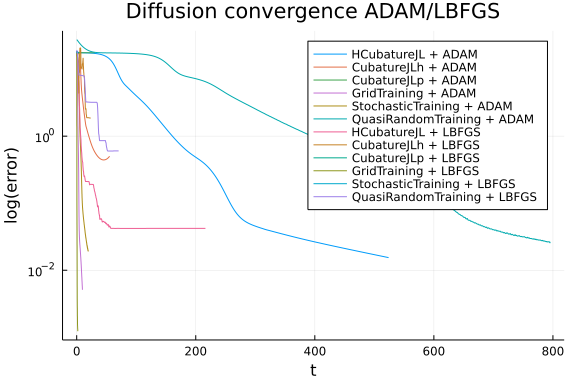 Diffusion convergence ADAM/LBFGS
HCubatureJL + ADAM
CubatureJLh + ADAM
CubatureJLp + ADAM
GridTraining + ADAM
StochasticTraining + ADAM
QuasiRandomTraining + ADAM
HCubatureJL + LBFGS
CubatureJLh + LBFGS
CubatureJLp + LBFGS
GridTraining + LBFGS
StochasticTraining + LBFGS
QuasiRandomTraining + LBFGS
log(error)
10⁰
10⁻²
0 200 400 600 800
t